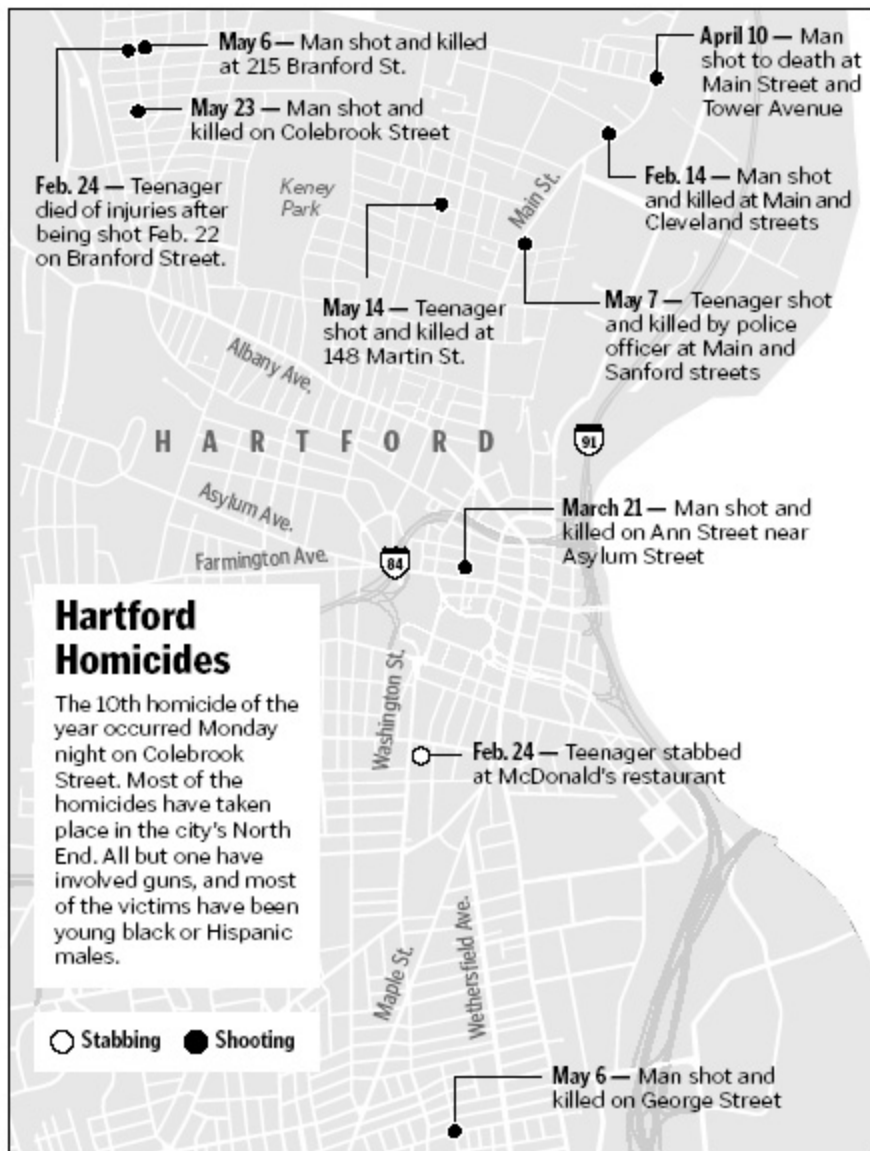 May 6 — Man shot and killed
at 215 Branford St.
April 10 — Man
shot to death at
Main Street and
Tower Avenue
May 23 — Man shot and
killed on Colebrook Street
Feb. 24 — Teenager
died of injuries after
being shot Feb. 22
on Branford Street.
Keney
Park
Main St.
Feb. 14 — Man shot
and killed at Main and
Cleveland streets
May 14 — Teenager
shot and killed at
148 Martin St.
May 7 — Teenager shot
and killed by police
officer at Main and
Sanford streets
Albany Ave.
HARTFORD
91
Asylum Ave.
March 21 — Man shot and
killed on Ann Street near
Asylum Street
Farmington Ave.
84
Hartford
Homicides
The 10th homicide of the
year occurred Monday
night on Colebrook
Street. Most of the
homicides have taken
place in the city's North
End. All but one have
involved guns, and most
of the victims have been
young black or Hispanic
males.
Washington St.
Feb. 24 — Teenager stabbed
at McDonald's restaurant
Maple St.
Wethersfield Ave.
Stabbing Shooting
May 6 — Man shot and
killed on George Street